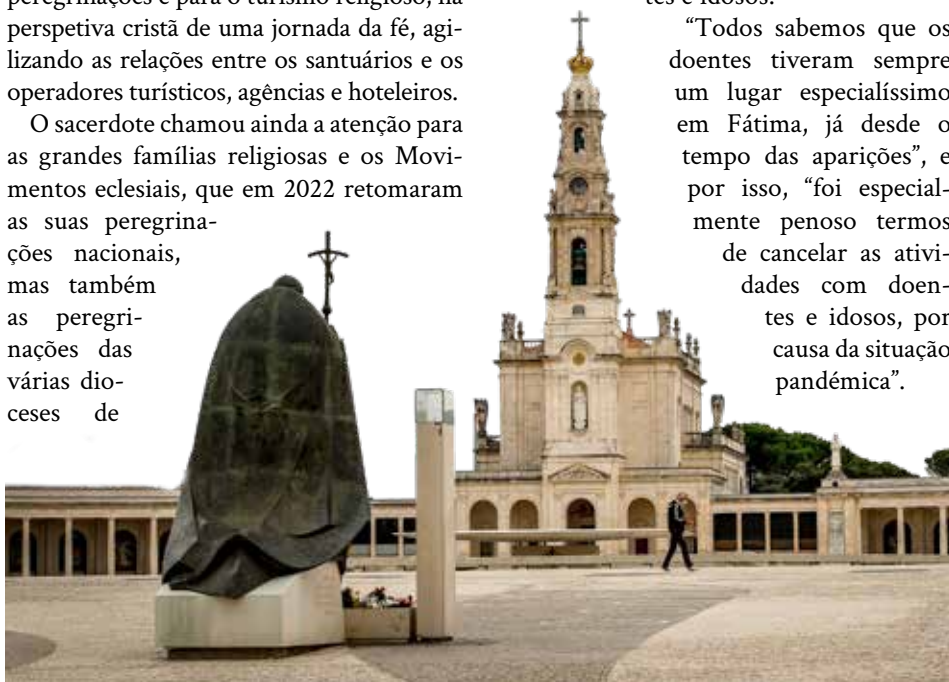 peregrinações e para o turismo religioso, na
perspetiva cristã de uma jornada da fé, agi-
lizando as relações entre os santuários e os
operadores turísticos, agências e hoteleiros.
O sacerdote chamou ainda a atenção para
as grandes famílias religiosas e os Movi-
mentos eclesiais, que em 2022 retomaram
as suas peregrina-
ções nacionais,
mas também
as peregri-
nações das
várias dio-
ceses de
tes e idosos.
“Todos sabemos que os
doentes tiveram sempre
um lugar especialíssimo
em Fátima, já desde o
tempo das aparições”, e
por isso, “foi especial-
mente penoso termos
de cancelar as ativi-
dades com doen-
tes e idosos, por
causa da situação
pandémica”.